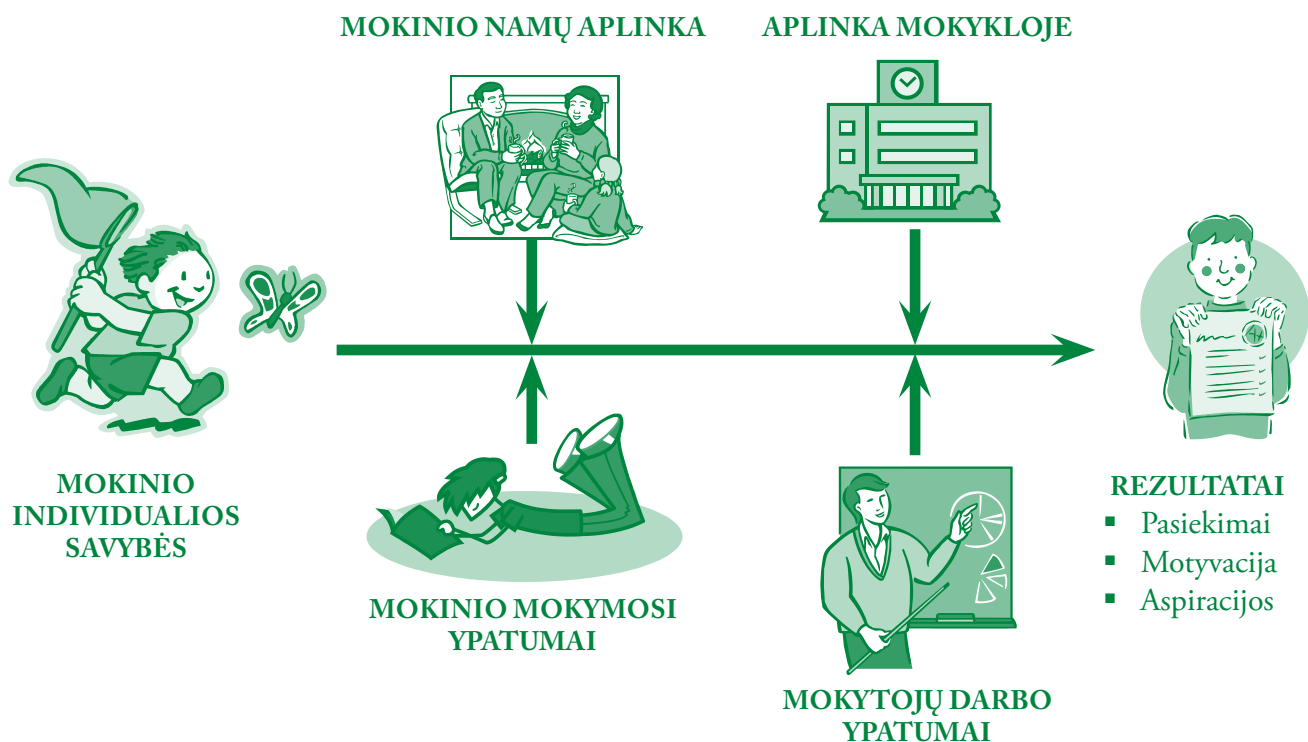 MOKINIO NAMŲ APLINKA
APLINKA MOKYKLOJE
MOKINIO
INDIVIDUALIOS
SAVYBĖS
MOKINIO MOKYMOSI
YPATUMAI
MOKYTOJŲ DARBO
YPATUMAI
REZULTATAI
▪ Pasiekimai
▪ Motyvacija
▪ Aspiracijos